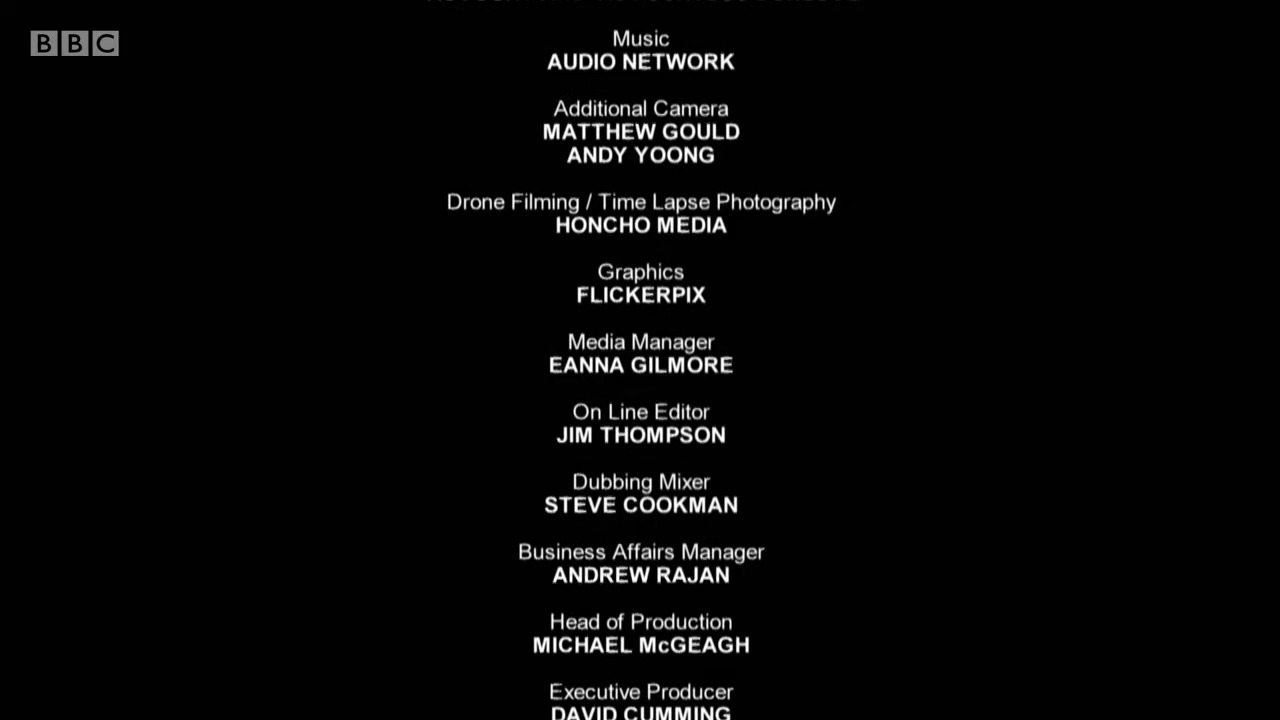 BBC
Music
AUDIO NETWORK
Additional Camera
MATTHEW GOULD
ANDY YOONG
Drone Filming / Time Lapse Photography
HONCHO MEDIA
Graphics
FLICKERPIX
Media Manager
EANNA GILMORE
On Line Editor
JIM THOMPSON
Dubbing Mixer
STEVE COOKMAN
Business Affairs Manager
ANDREW RAJAN
Head of Production
MICHAEL McGEAGH
Executive Producer
DAVID CUMMING